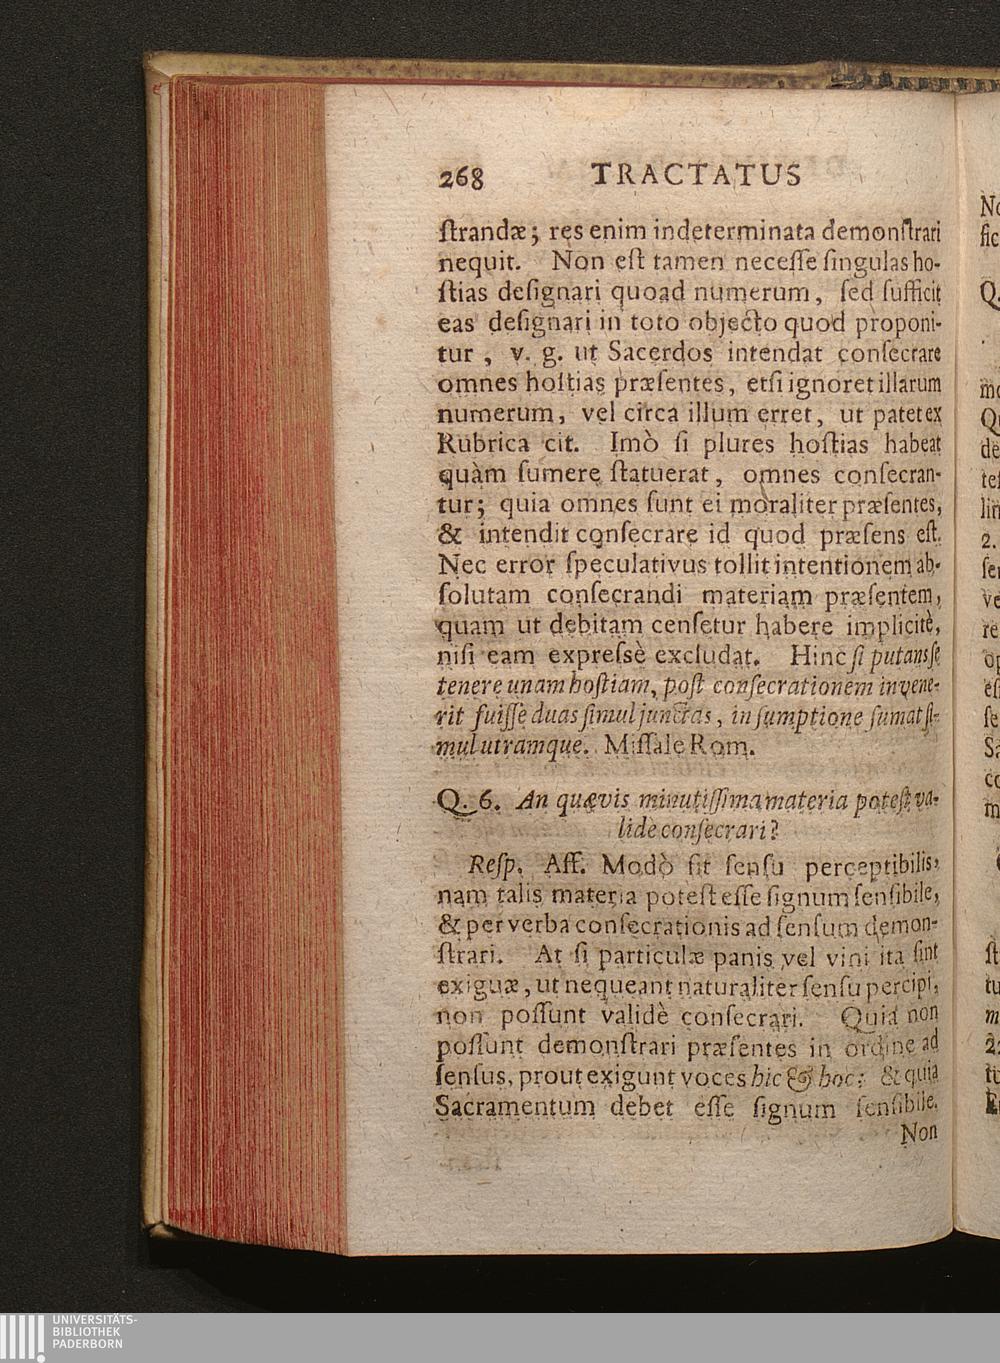 268 TRACTATUS
ſtrandæ; res enim indeterminata demonſtrari
nequit. Non eſt tamen neceſſe ſingulas ho-
ſtias deſignari quoad numerum, ſed ſufficit
eas deſignari in toto objecto quod proponi-
tur, v. g. ut Sacerdos intendat conſecrare
omnes hoſtias præſentes, etſi ignoret illarum
numerum, vel circa illum erret, ut patet ex
Rubrica cit. Imò ſi plures hoſtias habeat
quàm ſumere ſtatuerat, omnes conſecran-
tur; quia omnes ſunt ei moraliter præſentes,
& intendit conſecrare id quod præſens eſt.
Nec error ſpeculativus tollit intentionem ab-
ſolutam conſecrandi materiam præſentem,
quam ut debitam cenſetur habere implicitè,
niſi eam expreſsè excludat. Hinc ſi putans ſe
tenere unam hoſtiam, poſt conſecrationem invene-
rit fuiſſe duas ſimul junctas, in ſumptione ſumat ſi-
mul utramque. Miſſale Rom.
Q. 6. An quævis minutiſſima materia poteſt va-
lidè conſecrari?
Reſp. Aff. Modò ſit ſenſu perceptibilis,
nam talis materia poteſt eſſe ſignum ſenſibile,
& per verba conſecrationis ad ſenſum demon-
ſtrari. At ſi particulæ panis vel vini ita ſint
exiguæ, ut nequeant naturaliter ſenſu percipi,
non poſſunt validè conſecrari. Quia non
poſſunt demonſtrari præſentes in ordine ad
ſenſus, prout exigunt voces hic & hoc: & quia
Sacramentum debet eſſe ſignum ſenſibile.
Non
UNIVERSITÄTS-
BIBLIOTHEK
PADERBORN